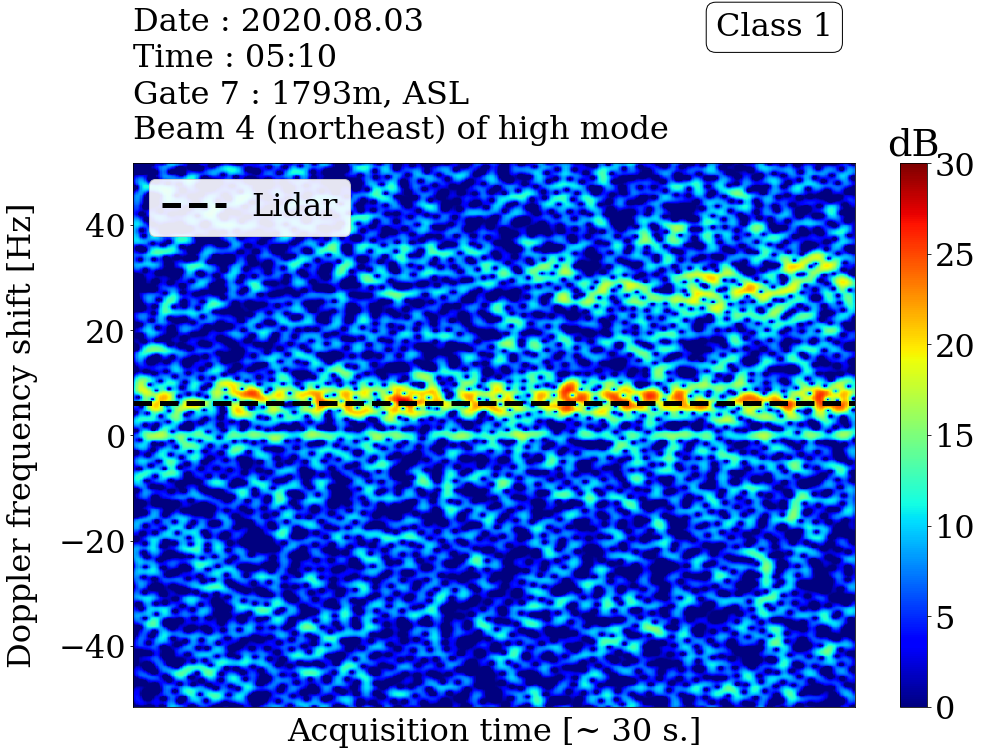 Date : 2020.08.03
Time : 05:10
Gate 7 : 1793m, ASL
Beam 4 (northeast) of high mode
Class 1
dB
Lidar
Doppler frequency shift [Hz]
40
20
0
−20
−40
30
25
20
15
10
5
0
Acquisition time [~ 30 s.]